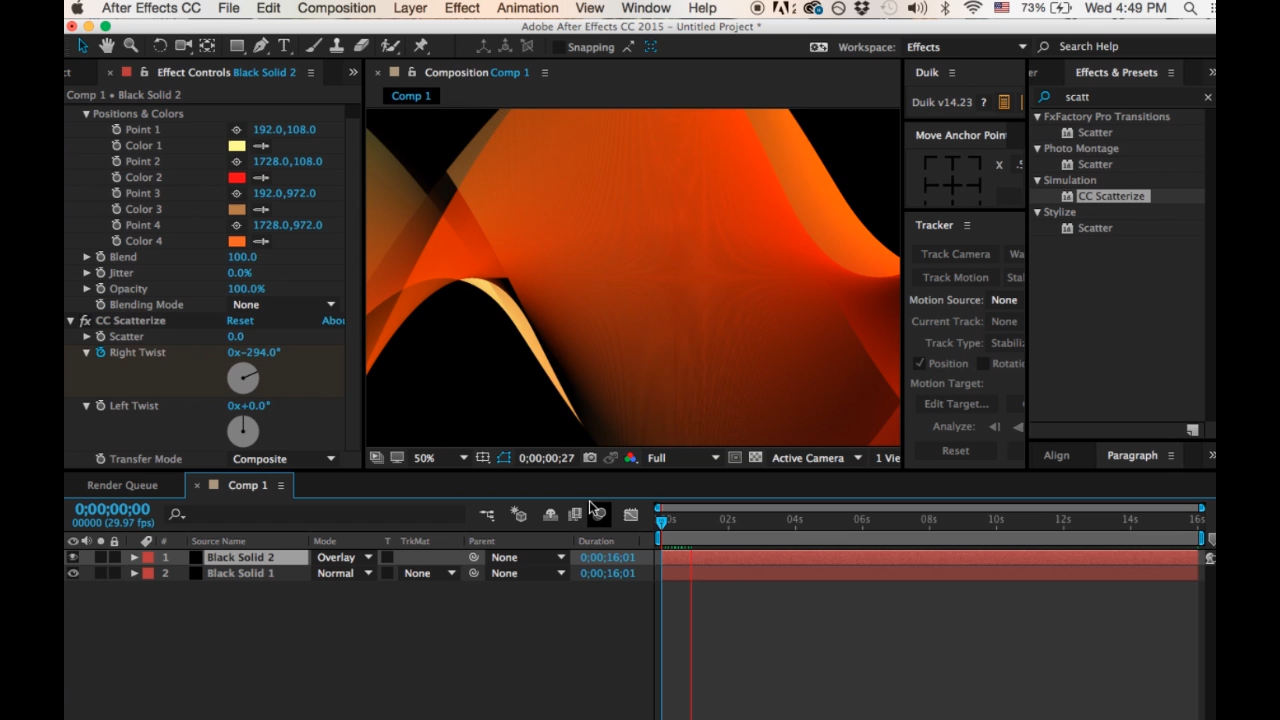 After Effects CC File Edit Composition Layer Effect Animation View Window Help 73% Wed 4:49 PM
Adobe After Effects CC 2015 - Untitled Project *
Snapping Workspace: Effects Search Help
Effect Controls Black Solid 2
Comp 1 • Black Solid 2
Positions & Colors
Point 1 192.0,108.0
Color 1
Point 2 1728.0,108.0
Color 2
Point 3 192.0,972.0
Color 3
Point 4 1728.0,972.0
Color 4
Blend 100.0
Jitter 0.0%
Opacity 100.0%
Blending Mode None
fx CC Scatterize Reset Abou
Scatter 0.0
Right Twist 0x-294.0°
Left Twist 0x+0.0°
Transfer Mode Composite
Composition Comp 1
Comp 1
50% 0;00;00;27 Full Active Camera 1 Vie
Duik
Duik v14.23 ?
Move Anchor Poin
X .5
Tracker
Track Camera Wa
Track Motion Sta
Motion Source: None
Current Track: None
Track Type: Stabiliz
Position Rotatio
Motion Target:
Edit Target...
Analyze:
Reset
er Effects & Presets
scatt
FxFactory Pro Transitions
Scatter
Photo Montage
Scatter
Simulation
CC Scatterize
Stylize
Scatter
Align Paragraph
Render Queue Comp 1
0;00;00;00
00000 (29.97 fps)
02s 04s 06s 08s 10s 12s 14s 16s
# Source Name Mode T TrkMat Parent Duration
1 Black Solid 2 Overlay None 0;00;16;01
2 Black Solid 1 Normal None None 0;00;16;01